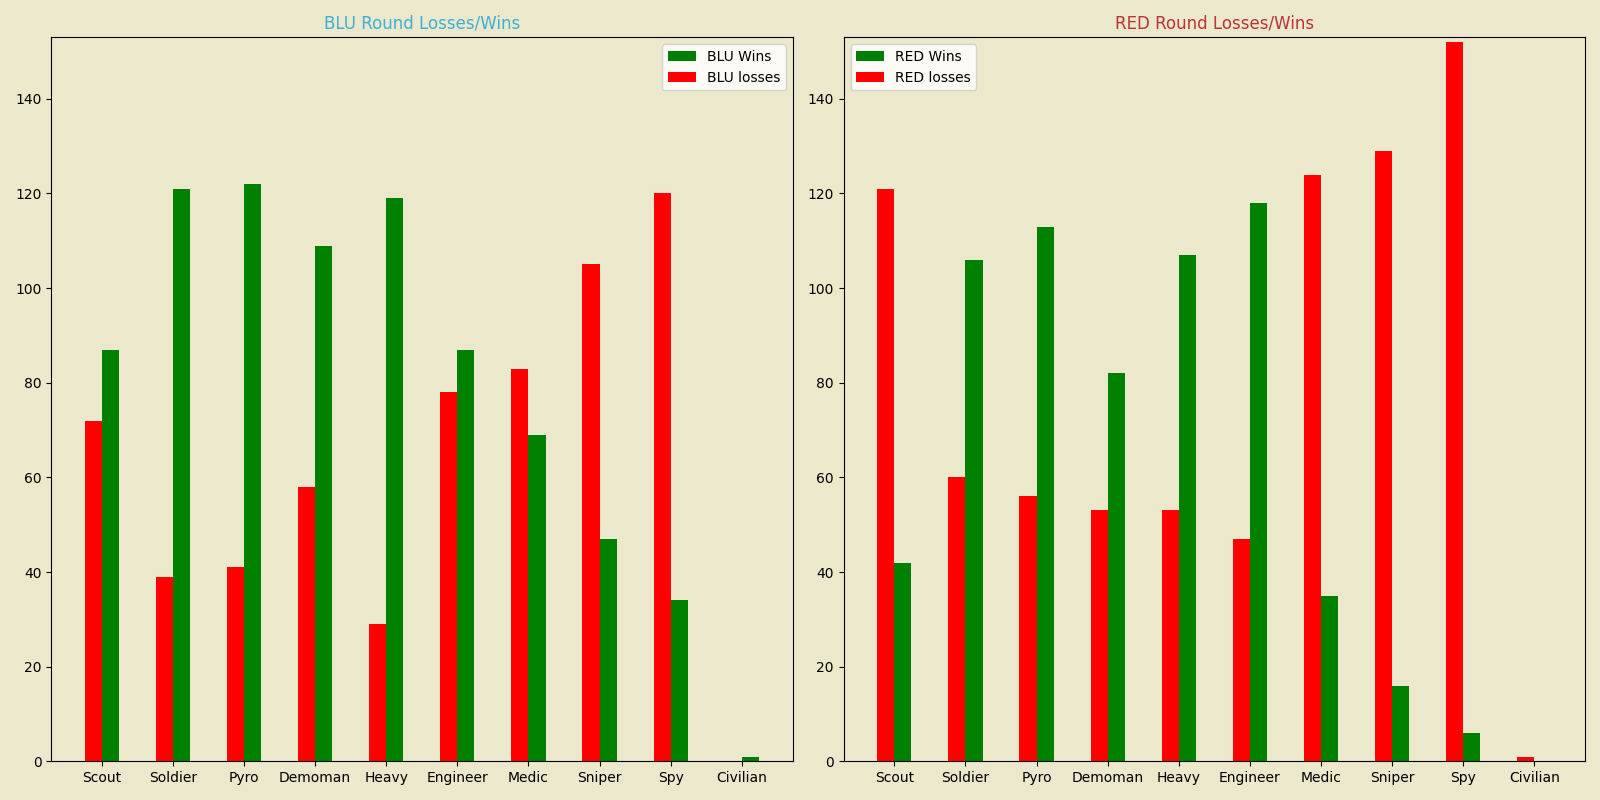 BLU Round Losses/Wins
BLU Wins
BLU losses
140
120
100
80
60
40
20
0
Scout Soldier Pyro Demoman Heavy Engineer Medic Sniper Spy Civilian
RED Round Losses/Wins
RED Wins
RED losses
140
120
100
80
60
40
20
0
Scout Soldier Pyro Demoman Heavy Engineer Medic Sniper Spy Civilian